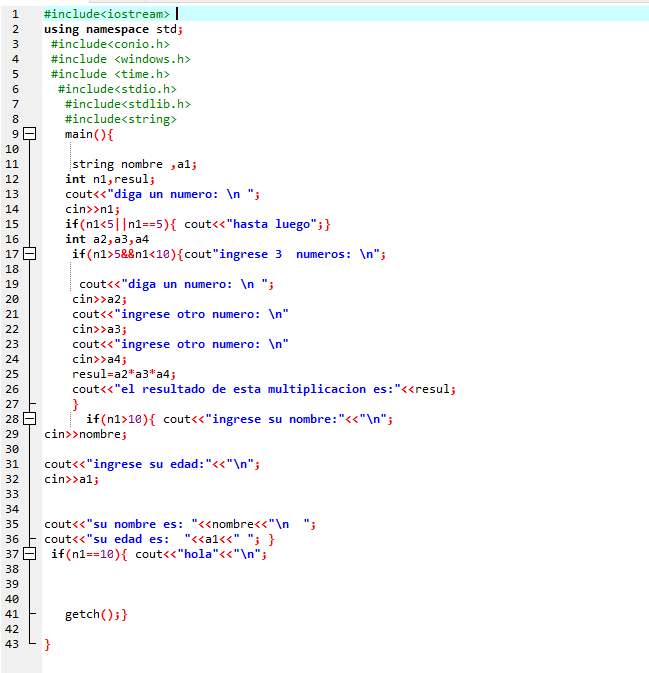 1 #include<iostream>
2 using namespace std;
3 #include<conio.h>
4 #include <windows.h>
5 #include <time.h>
6 #include<stdio.h>
7 #include<stdlib.h>
8 #include<string>
9 main(){
10
11 string nombre ,a1;
12 int n1,resul;
13 cout<<"diga un numero: \n ";
14 cin>>n1;
15 if(n1<5||n1==5){ cout<<"hasta luego";}
16 int a2,a3,a4
17 if(n1>5&&n1<10){cout"ingrese 3  numeros: \n";
18
19 cout<<"diga un numero: \n ";
20 cin>>a2;
21 cout<<"ingrese otro numero: \n"
22 cin>>a3;
23 cout<<"ingrese otro numero: \n"
24 cin>>a4;
25 resul=a2*a3*a4;
26 cout<<"el resultado de esta multiplicacion es:"<<resul;
27 }
28 if(n1>10){ cout<<"ingrese su nombre:"<<"\n";
29 cin>>nombre;
30
31 cout<<"ingrese su edad:"<<"\n";
32 cin>>a1;
33
34
35 cout<<"su nombre es: "<<nombre<<"\n  ";
36 cout<<"su edad es:  "<<a1<<" "; }
37 if(n1==10){ cout<<"hola"<<"\n";
38
39
40
41 getch();}
42
43 }